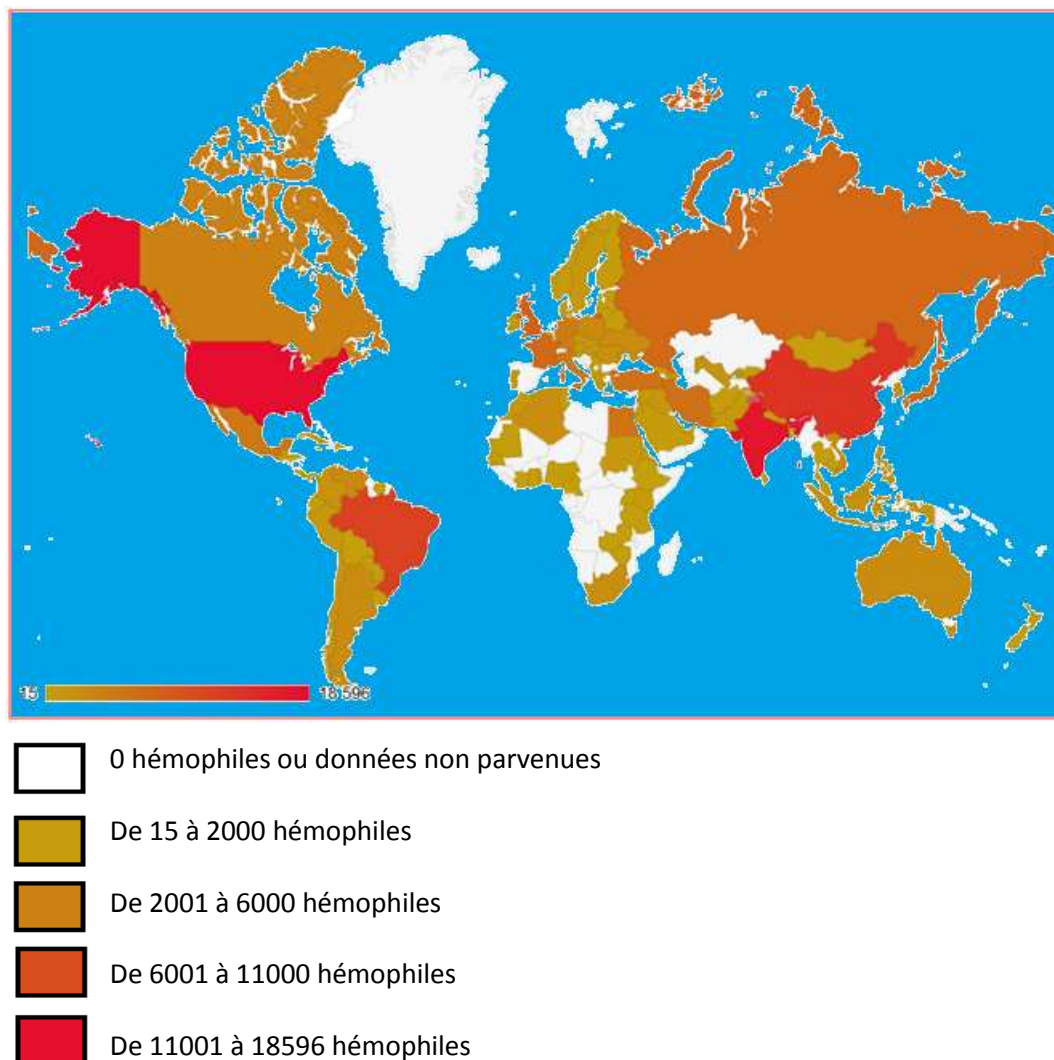 15 18 596
0 hémophiles ou données non parvenues
De 15 à 2000 hémophiles
De 2001 à 6000 hémophiles
De 6001 à 11000 hémophiles
De 11001 à 18596 hémophiles